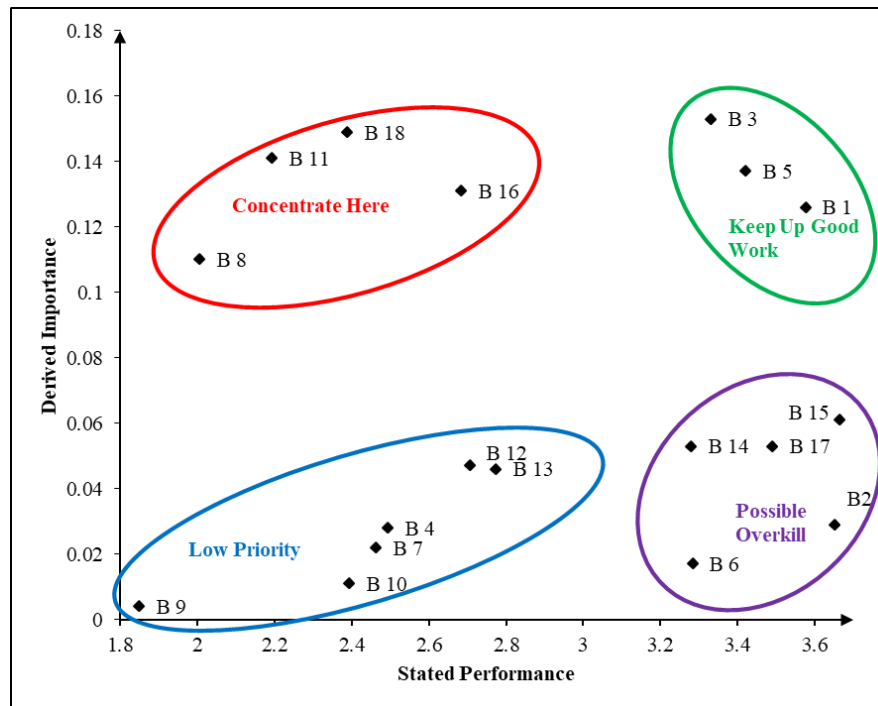 0.18
0.16
0.14
0.12
0.1
0.08
0.06
0.04
0.02
0
Derived Importance
B 3
B 18
B 11
B 5
B 16
B 1
Concentrate Here
Keep Up Good
Work
B 8
B 15
B 14
B 17
B 12
B 13
B2
Possible
Overkill
B 4
Low Priority
B 7
B 6
B 10
B 9
1.8 2 2.2 2.4 2.6 2.8 3 3.2 3.4 3.6
Stated Performance